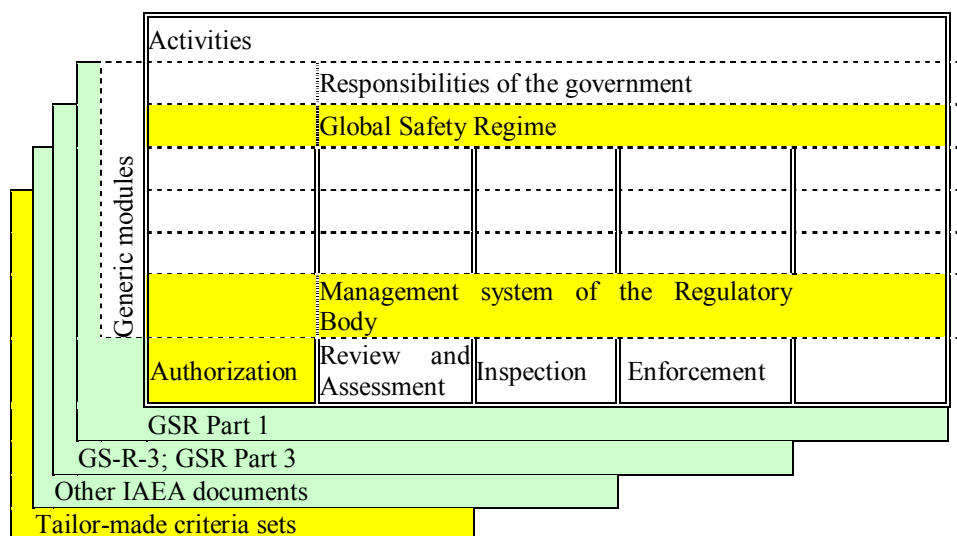 Activities
Responsibilities of the government
Global Safety Regime
Generic modules
Management system of the Regulatory
Body
Authorization
Review and
Assessment
Inspection
Enforcement
GSR Part 1
GS-R-3; GSR Part 3
Other IAEA documents
Tailor-made criteria sets